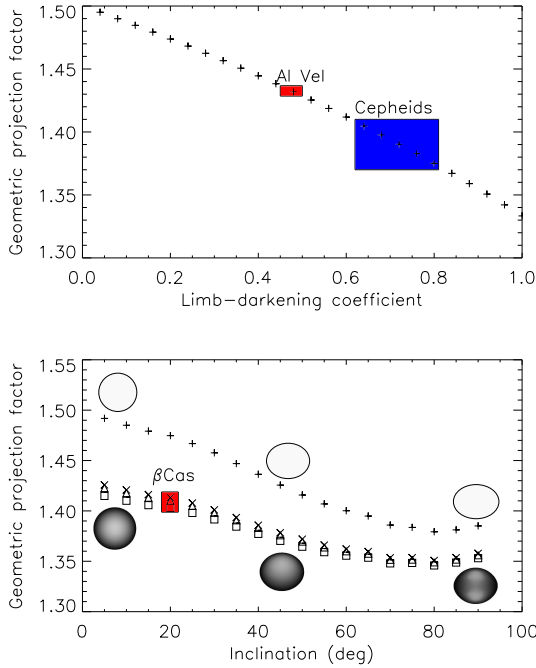 1.50
AI Vel
1.45
Cepheids
1.40
1.35
1.30
Geometric projection factor
0.0 0.2 0.4 0.6 0.8 1.0
Limb-darkening coefficient
1.55
1.50
1.45
βCas
1.40
1.35
1.30
Geometric projection factor
0 20 40 60 80 100
Inclination (deg)